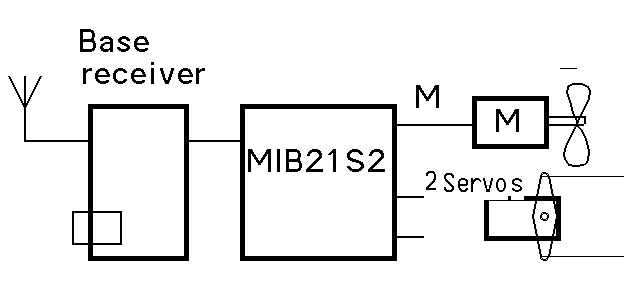 Base
receiver
M
M
MIB21S2
2 Servos